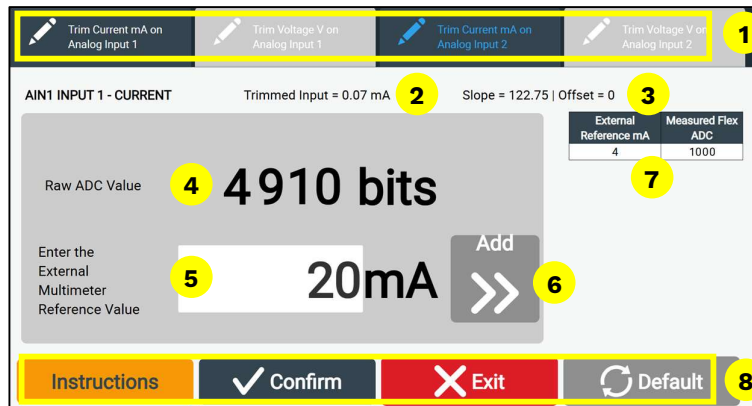 Trim Current mA on
Analog Input 1
Trim Voltage V on
Analog Input 1
Trim Current mA on
Analog Input 2
Trim Voltage V on
Analog Input 2
1
AIN1 INPUT 1 - CURRENT
Trimmed Input = 0.07 mA
2
Slope = 122.75 | Offset = 0
3
External
Reference mA
Measured Flex
ADC
4
1000
7
Raw ADC Value
4
4910 bits
Enter the
External
Multimeter
Reference Value
5
20mA
Add
6
Instructions
Confirm
Exit
Default
8